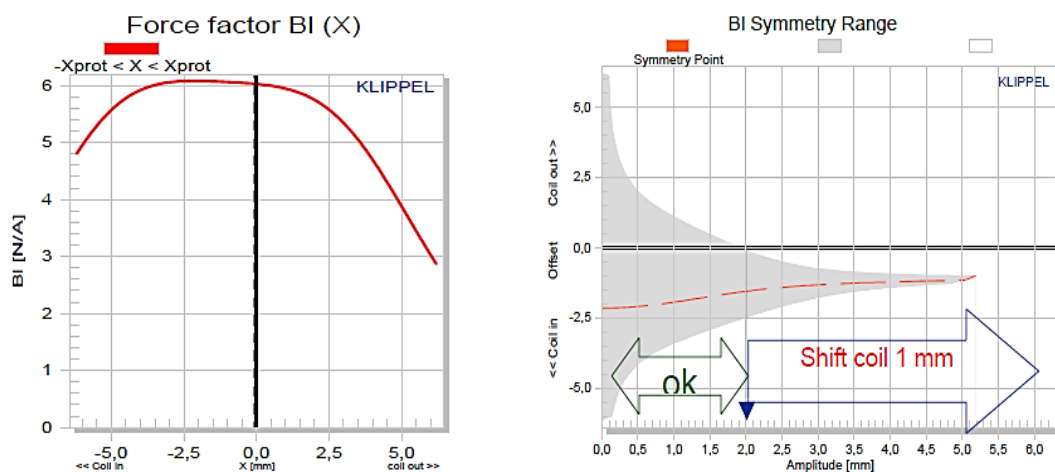 Force factor Bl (X)
-Xprot < X < Xprot
KLIPPEL
Bl [N/A]
6
5
4
3
2
1
0
-5,0
-2,5
0,0
2,5
5,0
<< Coil in
X [mm]
coil out >>
Bl Symmetry Range
Symmetry Point
KLIPPEL
Coil out >>
Offset
<< Coil in
5,0
2,5
0,0
-2,5
-5,0
ok
Shift coil 1 mm
0,0
0,5
1,0
1,5
2,0
2,5
3,0
3,5
4,0
4,5
5,0
5,5
6,0
Amplitude [mm]